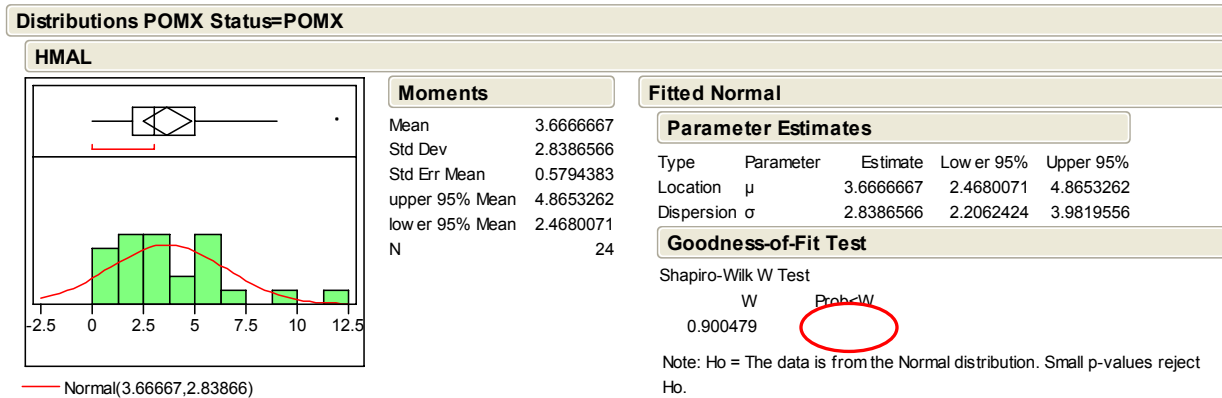 Distributions POMX Status=POMX
HMAL
-2.5 0 2.5 5 7.5 10 12.5
Normal(3.66667,2.83866)
Moments
Mean 3.6666667
Std Dev 2.8386566
Std Err Mean 0.5794383
upper 95% Mean 4.8653262
lower 95% Mean 2.4680071
N 24
Fitted Normal
Parameter Estimates
Type Parameter Estimate Lower 95% Upper 95%
Location μ 3.6666667 2.4680071 4.8653262
Dispersion σ 2.8386566 2.2062424 3.9819556
Goodness-of-Fit Test
Shapiro-Wilk W Test
W Prob<W
0.900479
Note: Ho = The data is from the Normal distribution. Small p-values reject
Ho.